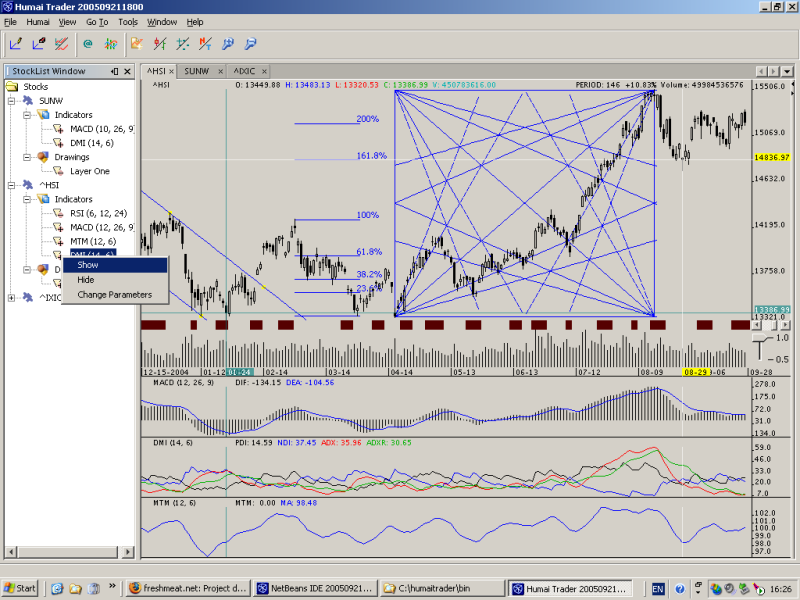 Humai Trader 200509211800
File Humai View Go To Tools Window Help
StockList Window
^HSI SUNW ^IXIC
Stocks
SUNW
Indicators
MACD (10, 26, 9)
DMI (14, 6)
Drawings
Layer One
^HSI
Indicators
RSI (6, 12, 24)
MACD (12, 26, 9)
MTM (12, 6)
DMI (14, 6)
Show
Hide
Change Parameters
^IXIC
^HSI O: 13449.88 H: 13483.13 L: 13320.53 C: 13386.99 V: 450783616.00 PERIOD: 146 +10.83% Volume: 49984536576
200%
161.8%
100%
61.8%
38.2%
23.6%
15506.0
15069.0
14836.97
14632.0
14195.0
13758.0
13386.99
13321.0
1.0
0.5
12-15-2004 01-12 01-24 02-14 03-14 04-14 05-13 06-13 07-12 08-09 08-29 9-06 09-28
MACD (12, 26, 9) DIF: -134.15 DEA: -104.56
278.0
175.0
72.0
31.0
134.0
DMI (14, 6) PDI: 14.59 NDI: 37.45 ADX: 35.96 ADXR: 30.65
59.0
46.0
33.0
20.0
7.0
MTM (12, 6) MTM: 0.00 MA: 98.48
102.0
101.0
100.0
99.0
98.0
97.0
Start freshmeat.net: Project d... NetBeans IDE 20050921... C:\humaitrader\bin Humai Trader 20050921... EN 16:26